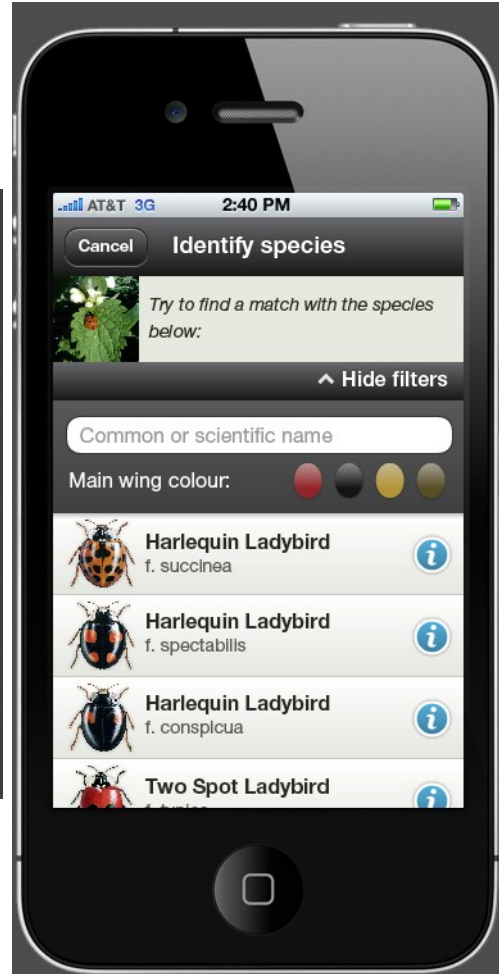 AT&T 3G 2:40 PM
Cancel Identify species
Try to find a match with the species
below:
Hide filters
Common or scientific name
Main wing colour:
Harlequin Ladybird
f. succinea
Harlequin Ladybird
f. spectabilis
Harlequin Ladybird
f. conspicua
Two Spot Ladybird